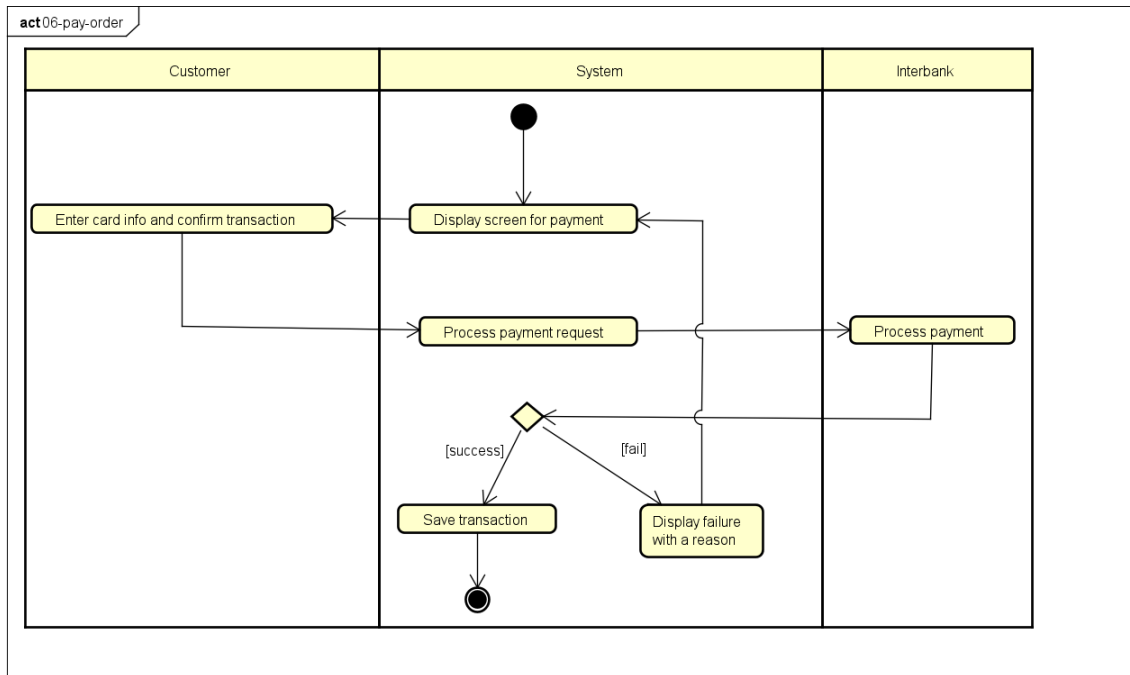 act 06-pay-order
Customer
System
Interbank
Enter card info and confirm transaction
Display screen for payment
Process payment request
Process payment
[success]
[fail]
Save transaction
Display failure
with a reason